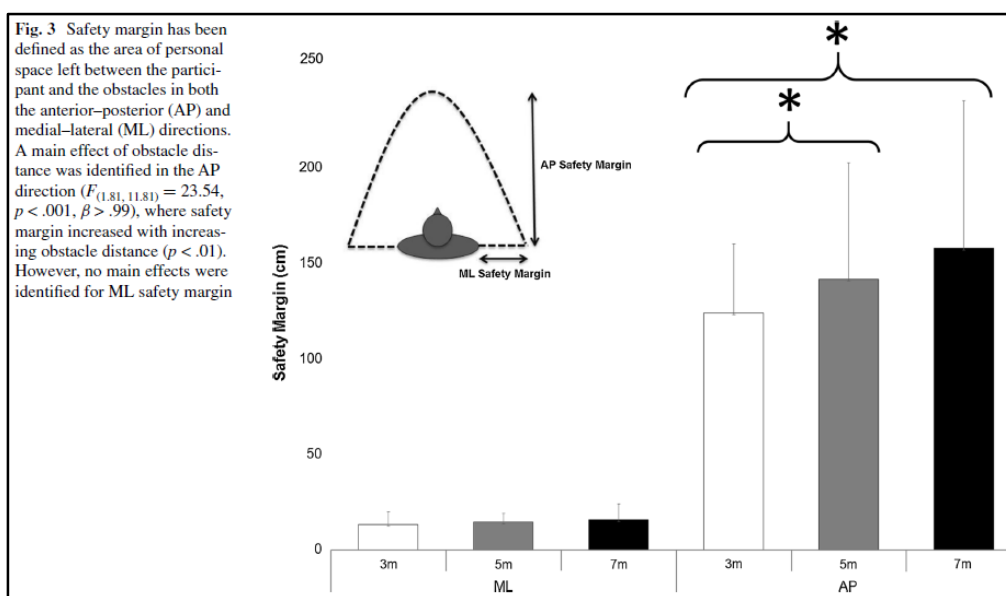 Fig. 3 Safety margin has been
defined as the area of personal
space left between the partici-
pant and the obstacles in both
the anterior–posterior (AP) and
medial–lateral (ML) directions.
A main effect of obstacle dis-
tance was identified in the AP
direction (F(1.81, 11.81) = 23.54,
p < .001, β > .99), where safety
margin increased with increas-
ing obstacle distance (p < .01).
However, no main effects were
identified for ML safety margin
Safety Margin (cm)
250
200
150
100
50
0
AP Safety Margin
ML Safety Margin
*
*
3m
5m
7m
3m
5m
7m
ML
AP